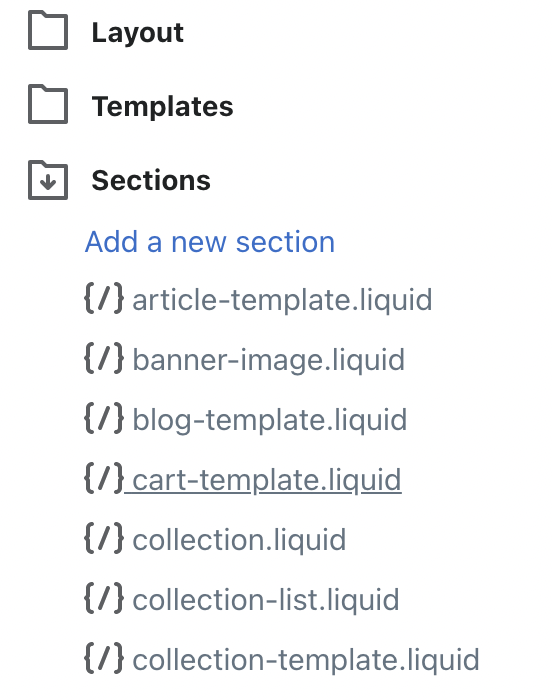 Layout
Templates
Sections
Add a new section
{/} article-template.liquid
{/} banner-image.liquid
{/} blog-template.liquid
{/} cart-template.liquid
{/} collection.liquid
{/} collection-list.liquid
{/} collection-template.liquid